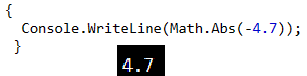 {
Console.WriteLine(Math.Abs(-4.7));
}
4.7